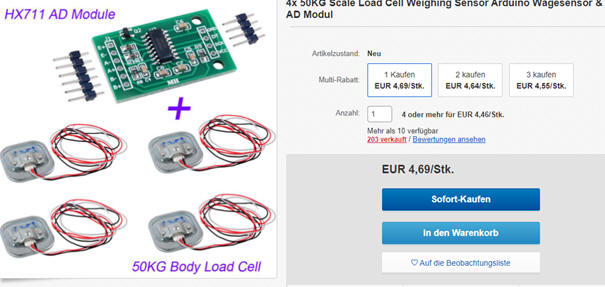 HX711 AD Module
50KG Body Load Cell
4x 50KG Scale Load Cell Weighing Sensor Arduino Wagesensor &
AD Modul
Artikelzustand: Neu
Multi-Rabatt:
1 Kaufen
EUR 4,69/Stk.
2 kaufen
EUR 4,64/Stk.
3 kaufen
EUR 4,55/Stk.
Anzahl: 1 4 oder mehr für EUR 4,46/Stk.
Mehr als 10 verfügbar
203 verkauft / Bewertungen ansehen
EUR 4,69/Stk.
Sofort-Kaufen
In den Warenkorb
Auf die Beobachtungsliste